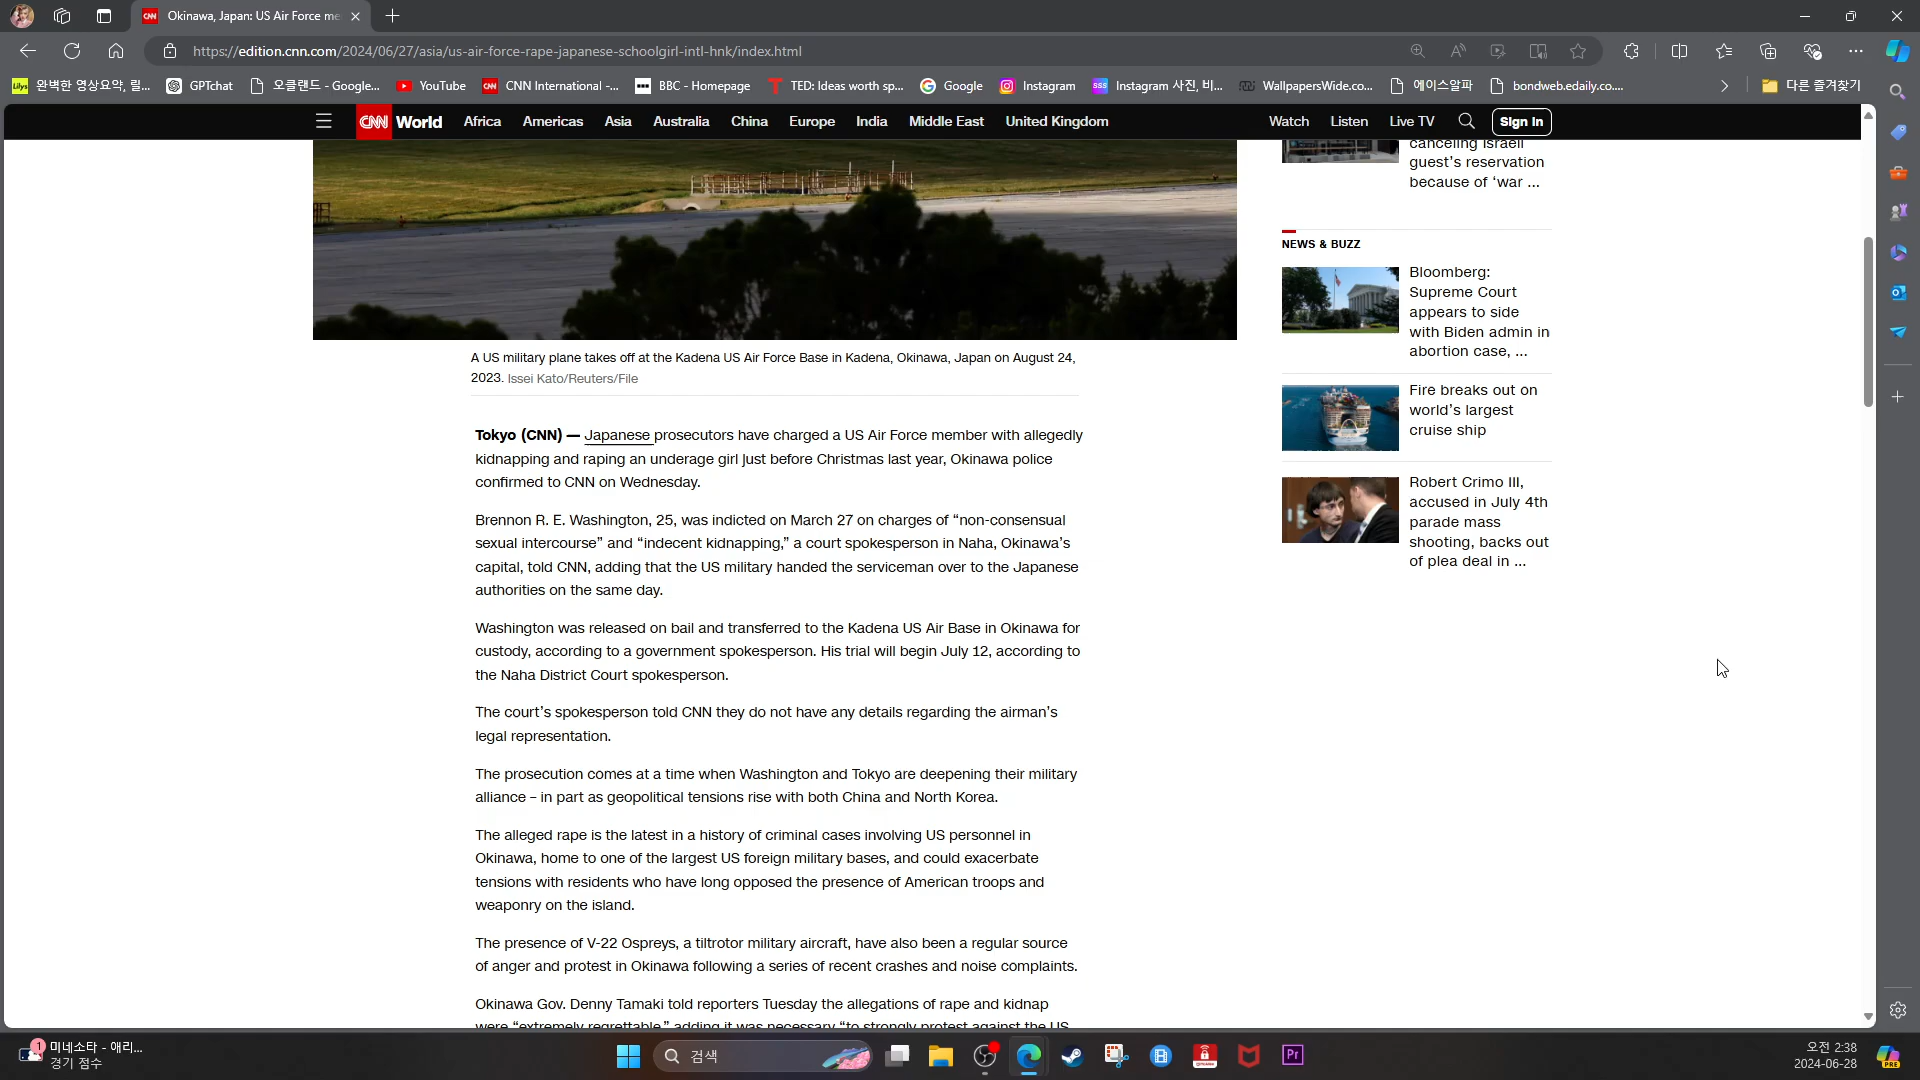 Okinawa, Japan: US Air Force me
https://edition.cnn.com/2024/06/27/asia/us-air-force-rape-japanese-schoolgirl-intl-hnk/index.html
Lilys 완벽한 영상요약, 릴... GPTchat 오클랜드 - Google... YouTube CNN CNN International -... BBC - Homepage TED: Ideas worth sp... Google Instagram SSS Instagram 사진, 비... WallpapersWide.co... 에이스알파 bondweb.edaily.co.... 다른 즐겨찾기
CNN World Africa Americas Asia Australia China Europe India Middle East United Kingdom Watch Listen Live TV Sign in
canceling Israeli
guest's reservation
because of ‘war ...
NEWS & BUZZ
Bloomberg:
Supreme Court
appears to side
with Biden admin in
abortion case, ...
Fire breaks out on
world’s largest
cruise ship
Robert Crimo III,
accused in July 4th
parade mass
shooting, backs out
of plea deal in ...
A US military plane takes off at the Kadena US Air Force Base in Kadena, Okinawa, Japan on August 24,
2023. Issei Kato/Reuters/File
Tokyo (CNN) — Japanese prosecutors have charged a US Air Force member with allegedly
kidnapping and raping an underage girl just before Christmas last year, Okinawa police
confirmed to CNN on Wednesday.
Brennon R. E. Washington, 25, was indicted on March 27 on charges of “non-consensual
sexual intercourse” and “indecent kidnapping,” a court spokesperson in Naha, Okinawa’s
capital, told CNN, adding that the US military handed the serviceman over to the Japanese
authorities on the same day.
Washington was released on bail and transferred to the Kadena US Air Base in Okinawa for
custody, according to a government spokesperson. His trial will begin July 12, according to
the Naha District Court spokesperson.
The court’s spokesperson told CNN they do not have any details regarding the airman’s
legal representation.
The prosecution comes at a time when Washington and Tokyo are deepening their military
alliance – in part as geopolitical tensions rise with both China and North Korea.
The alleged rape is the latest in a history of criminal cases involving US personnel in
Okinawa, home to one of the largest US foreign military bases, and could exacerbate
tensions with residents who have long opposed the presence of American troops and
weaponry on the island.
The presence of V-22 Ospreys, a tiltrotor military aircraft, have also been a regular source
of anger and protest in Okinawa following a series of recent crashes and noise complaints.
Okinawa Gov. Denny Tamaki told reporters Tuesday the allegations of rape and kidnap
were “extremely regrettable,” adding it was necessary “to strongly protest against the US
1 미네소타 - 애리...
경기 점수
검색
Pr
오전 2:38
2024-06-28
PRE